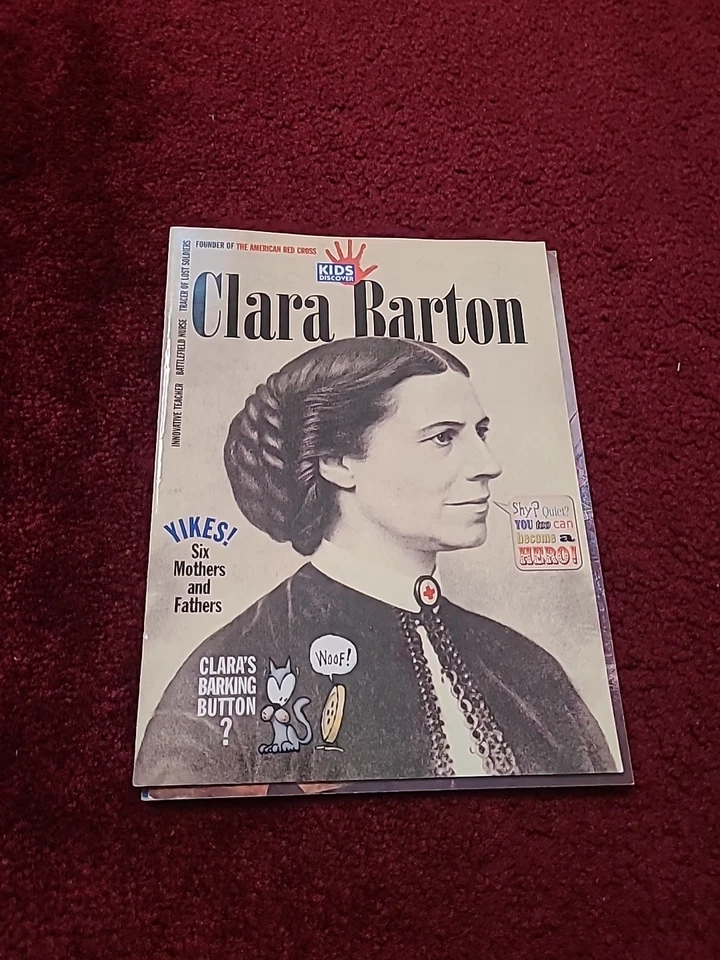 FOUNDER OF THE AMERICAN RED CROSS
KIDS
DISCOVER
Clara Barton
INNOVATIVE TEACHER BATTLEFIELD NURSE TRACER OF LOST SOLDIERS
Shy? Quiet?
YOU too can
become a
HERO!
YIKES!
Six
Mothers
and
Fathers
CLARA'S
BARKING
BUTTON
?
WOOF!